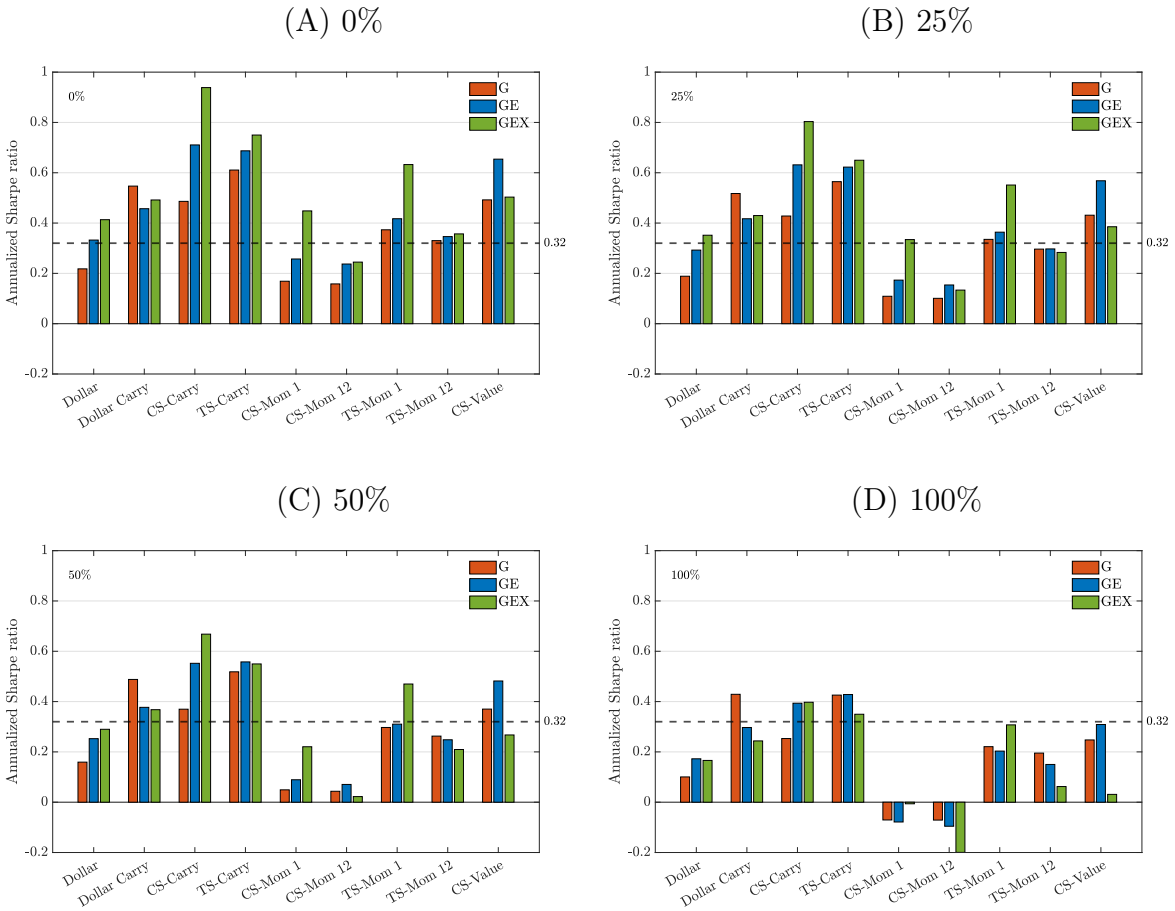 (A) 0%
Annualized Sharpe ratio
1
0.8
0.6
0.4
0.2
0
-0.2
0%
G
GE
GEX
0.32
Dollar
Dollar Carry
CS-Carry
TS-Carry
CS-Mom 1
CS-Mom 12
TS-Mom 1
TS-Mom 12
CS-Value
(B) 25%
Annualized Sharpe ratio
1
0.8
0.6
0.4
0.2
0
-0.2
25%
G
GE
GEX
0.32
Dollar
Dollar Carry
CS-Carry
TS-Carry
CS-Mom 1
CS-Mom 12
TS-Mom 1
TS-Mom 12
CS-Value
(C) 50%
Annualized Sharpe ratio
1
0.8
0.6
0.4
0.2
0
-0.2
50%
G
GE
GEX
0.32
Dollar
Dollar Carry
CS-Carry
TS-Carry
CS-Mom 1
CS-Mom 12
TS-Mom 1
TS-Mom 12
CS-Value
(D) 100%
Annualized Sharpe ratio
1
0.8
0.6
0.4
0.2
0
-0.2
100%
G
GE
GEX
0.32
Dollar
Dollar Carry
CS-Carry
TS-Carry
CS-Mom 1
CS-Mom 12
TS-Mom 1
TS-Mom 12
CS-Value